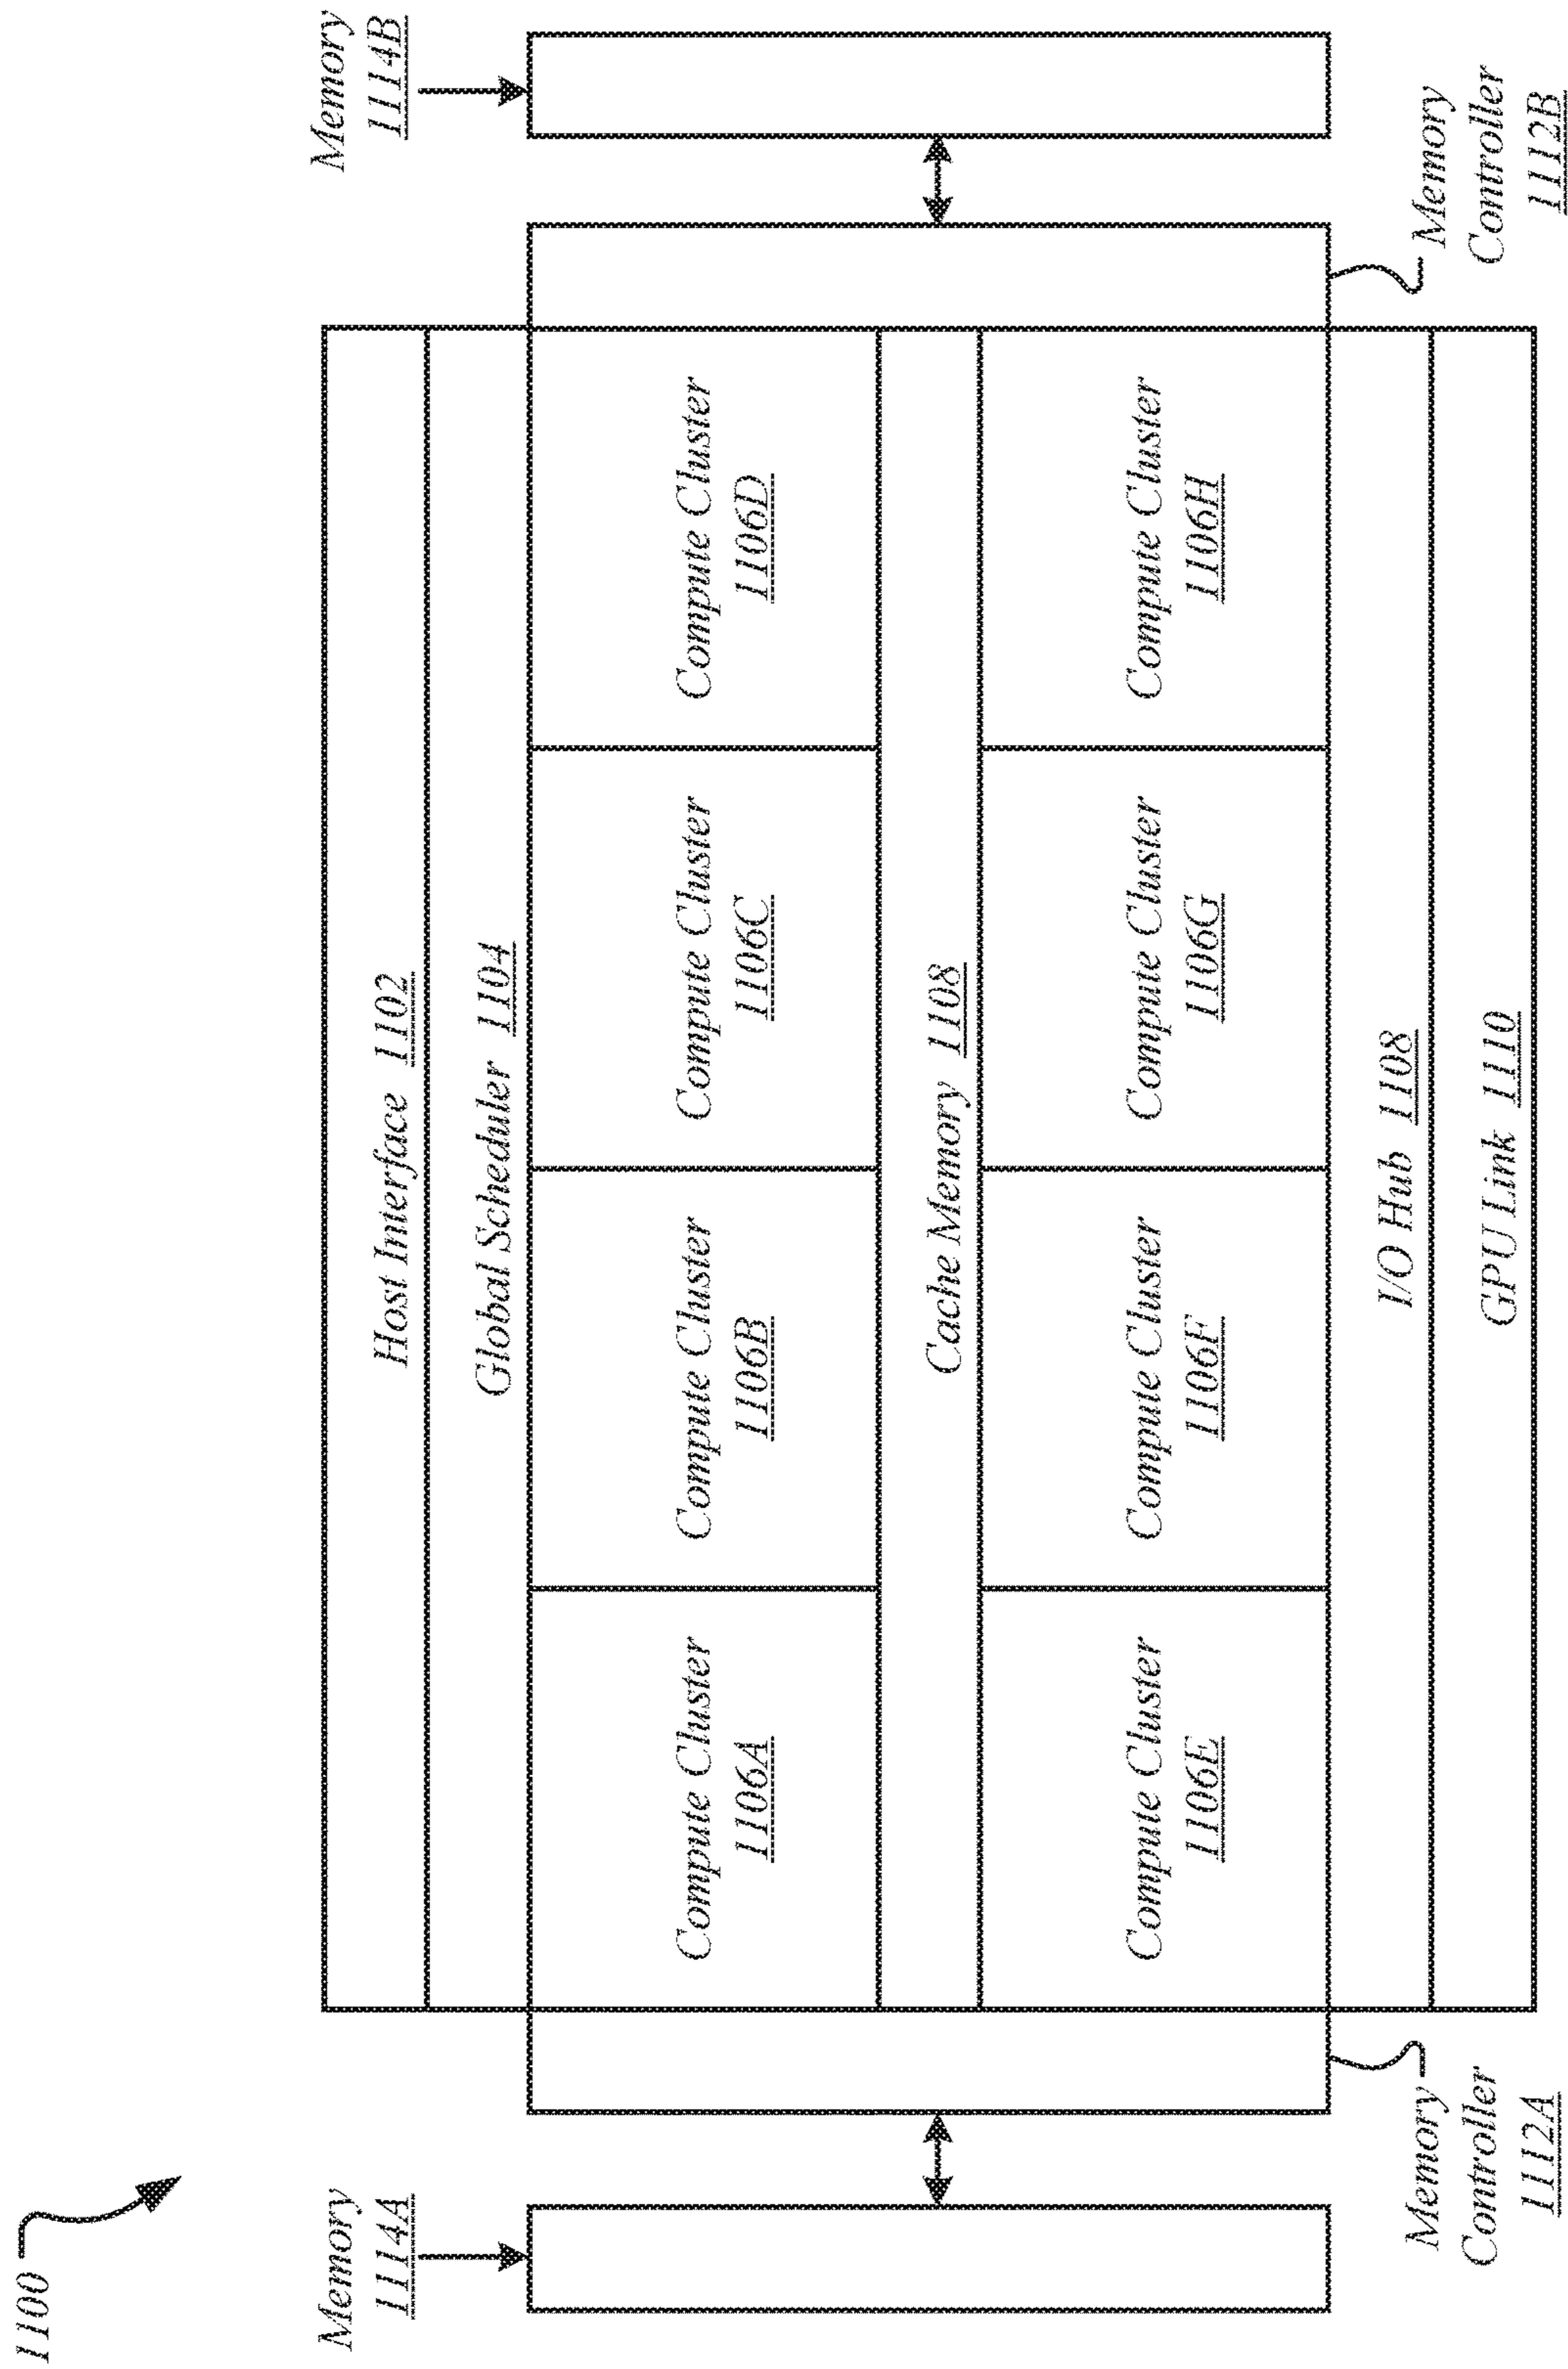 1100
Host Interface 1102
Global Scheduler 1104
Memory
1114A
Memory
1114B
Compute Cluster
1106A
Compute Cluster
1106B
Compute Cluster
1106C
Compute Cluster
1106D
Cache Memory 1108
Compute Cluster
1106E
Compute Cluster
1106F
Compute Cluster
1106G
Compute Cluster
1106H
I/O Hub 1108
GPU Link 1110
Memory
Controller
1112A
Memory
Controller
1112B